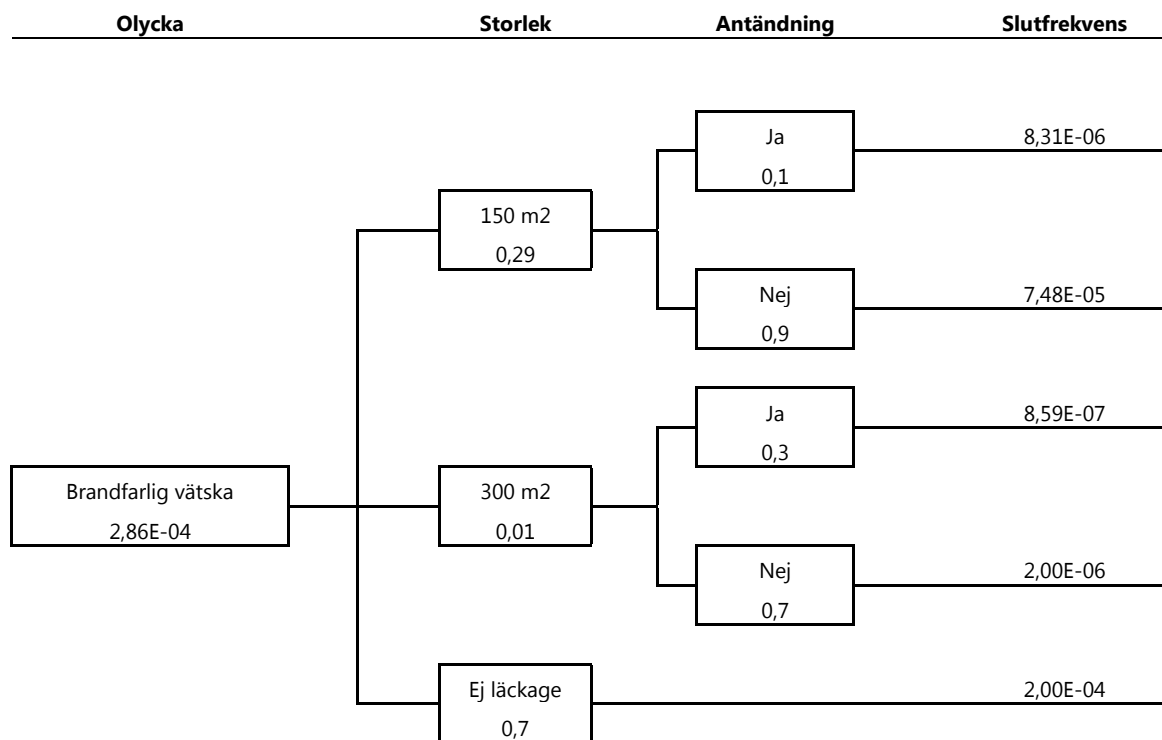 Olycka Storlek Antändning Slutfrekvens
Ja
0,1
8,31E-06
150 m2
0,29
Nej
0,9
7,48E-05
Ja
0,3
8,59E-07
Brandfarlig vätska
2,86E-04
300 m2
0,01
Nej
0,7
2,00E-06
Ej läckage
0,7
2,00E-04